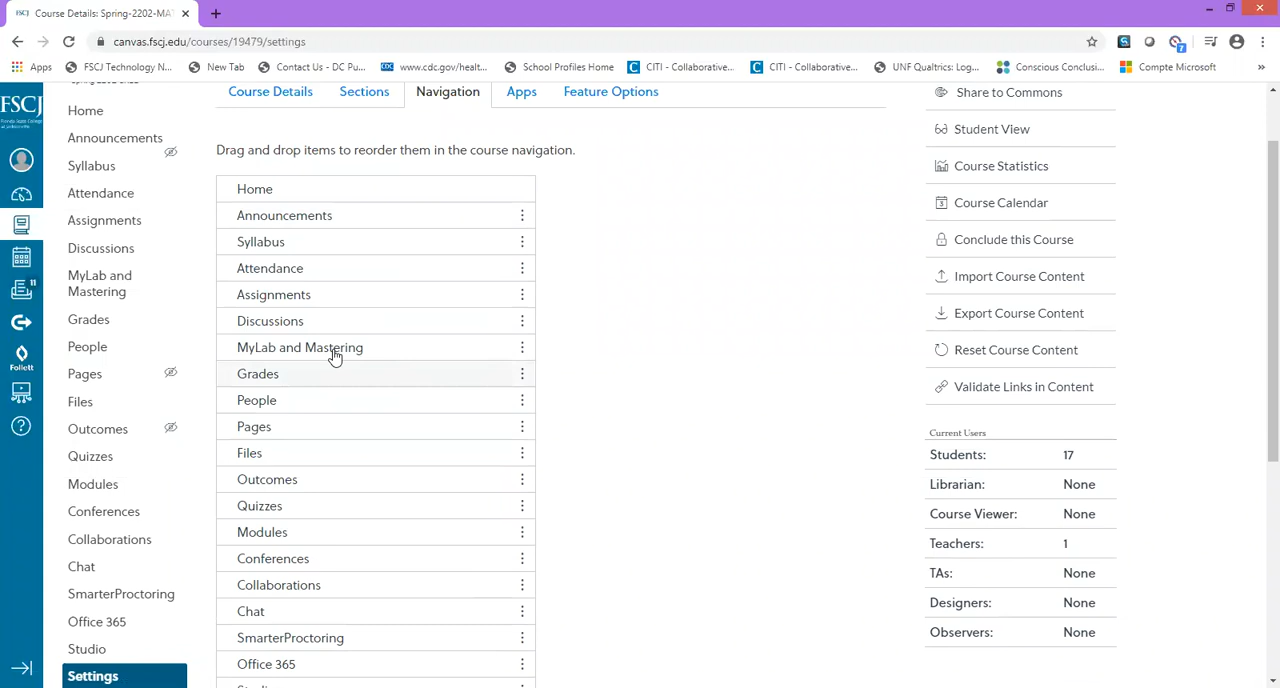 Course Details: Spring-2202-MA
canvas.fscj.edu/courses/19479/settings
7
Apps
FSCJ Technology N...
New Tab
Contact Us - DC Pu...
CDC
www.cdc.gov/healt...
School Profiles Home
CITI - Collaborative...
CITI - Collaborative...
UNF Qualtrics: Log...
Conscious Conclusi...
Compte Microsoft
»
FSCJ
11
Follett
Home
Announcements
Syllabus
Attendance
Assignments
Discussions
MyLab and
Mastering
Grades
People
Pages
Files
Outcomes
Quizzes
Modules
Conferences
Collaborations
Chat
SmarterProctoring
Office 365
Studio
Settings
Course Details
Sections
Navigation
Apps
Feature Options
Drag and drop items to reorder them in the course navigation.
Home
Announcements
Syllabus
Attendance
Assignments
Discussions
MyLab and Mastering
Grades
People
Pages
Files
Outcomes
Quizzes
Modules
Conferences
Collaborations
Chat
SmarterProctoring
Office 365
Share to Commons
Student View
Course Statistics
Course Calendar
Conclude this Course
Import Course Content
Export Course Content
Reset Course Content
Validate Links in Content
Current Users
Students: 17
Librarian: None
Course Viewer: None
Teachers: 1
TAs: None
Designers: None
Observers: None